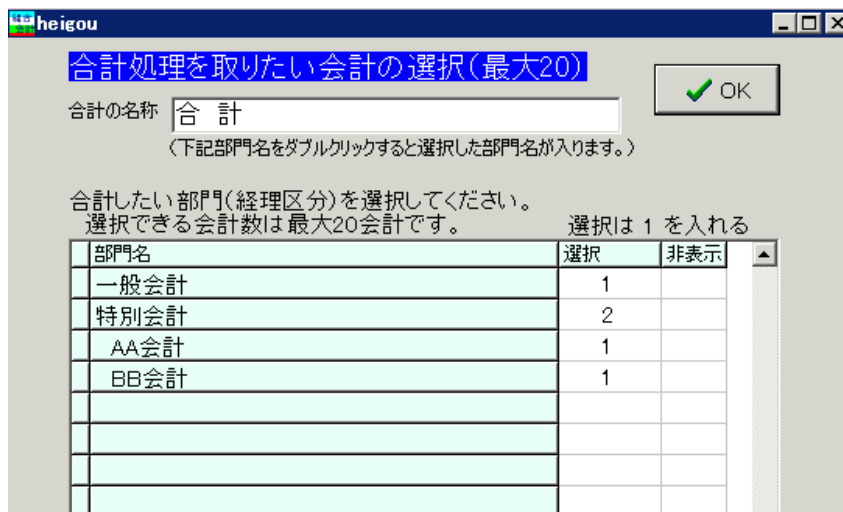 heigou
合計処理を取りたい会計の選択(最大20)
OK
合計の名称 合 計
(下記部門名をダブルクリックすると選択した部門名が入ります。)
合計したい部門(経理区分)を選択してください。
選択できる会計数は最大20会計です。 選択は 1 を入れる
部門名 選択 非表示
一般会計 1
特別会計 2
AA会計 1
BB会計 1